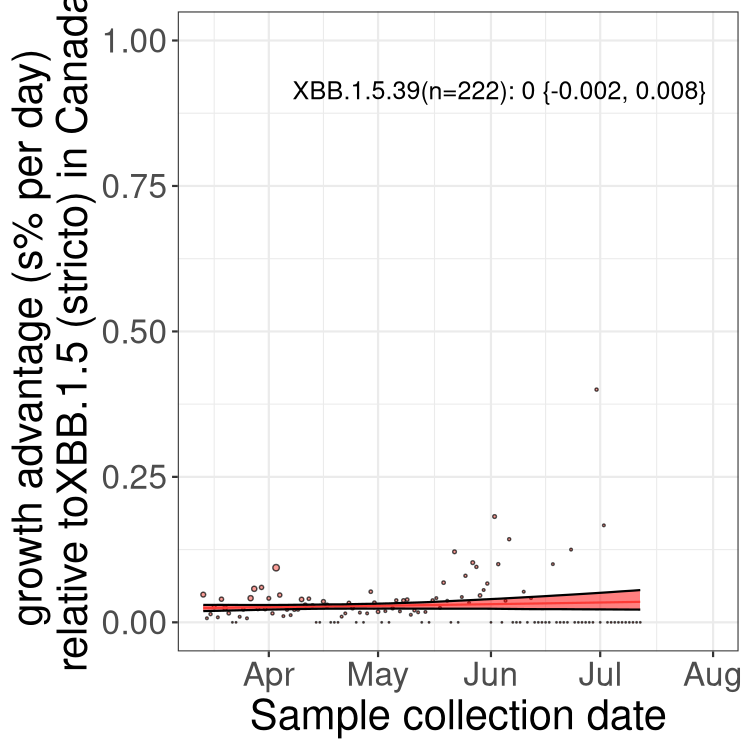 growth advantage (s% per day)
relative toXBB.1.5 (stricto) in Canada
1.00
0.75
0.50
0.25
0.00
XBB.1.5.39(n=222): 0 {-0.002, 0.008}
Apr May Jun Jul Aug
Sample collection date